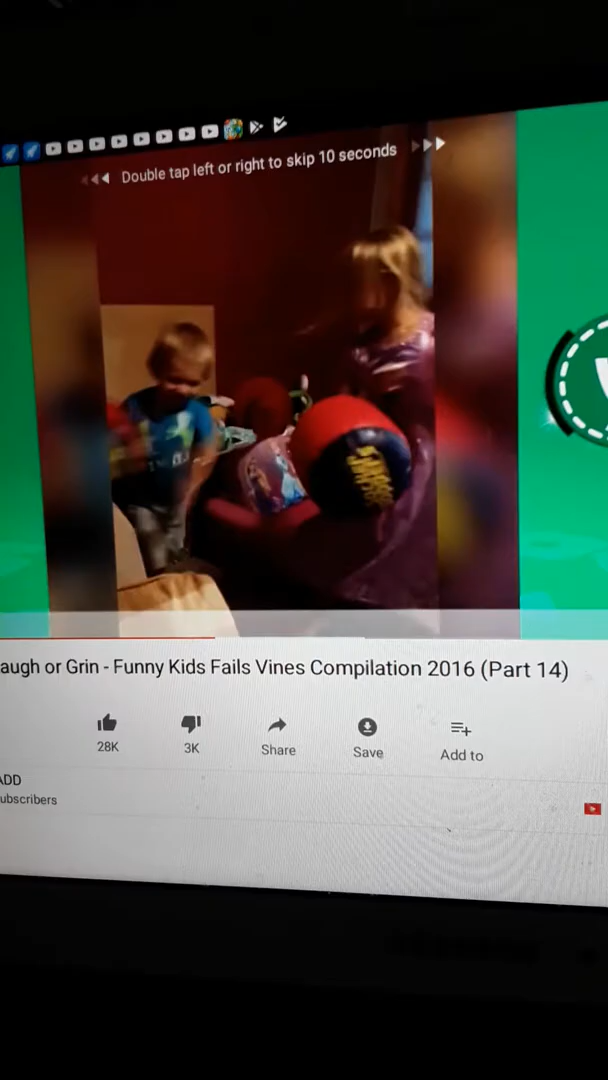 Double tap left or right to skip 10 seconds
augh or Grin - Funny Kids Fails Vines Compilation 2016 (Part 14)
28K
3K
Share
Save
Add to
ADD
ubscribers